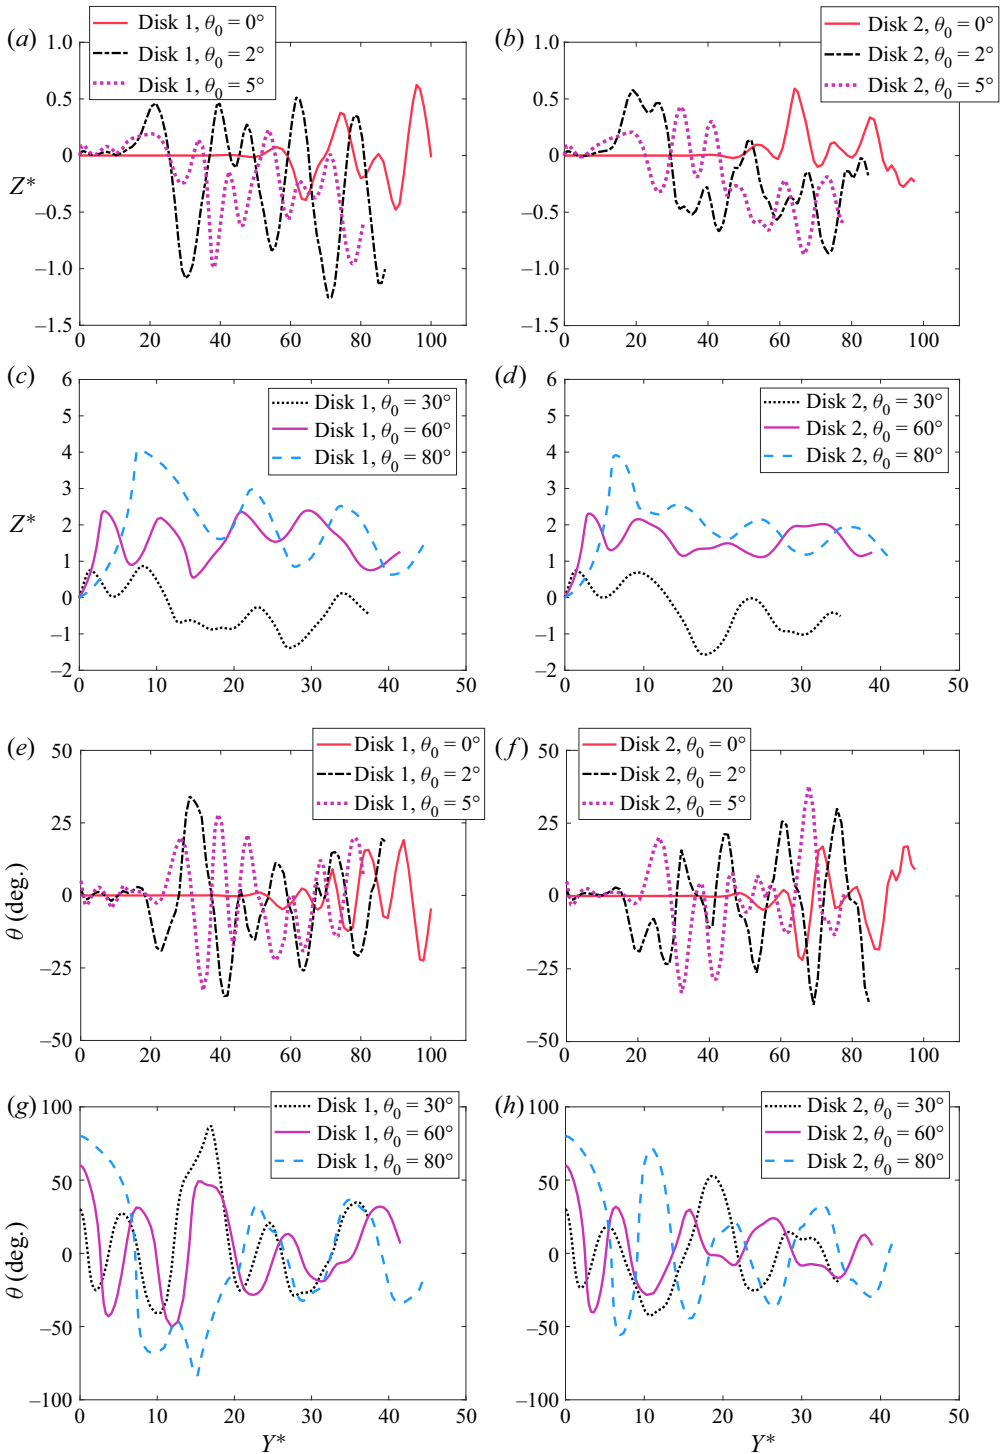 Disk 1, θ0 = 0°
Disk 1, θ0 = 2°
Disk 1, θ0 = 5°
Disk 2, θ0 = 0°
Disk 2, θ0 = 2°
Disk 2, θ0 = 5°
(a)
(b)
1.0
0.5
0
–0.5
–1.0
–1.5
Z*
0 20 40 60 80 100
1.0
0.5
0
–0.5
–1.0
–1.5
0 20 40 60 80 100
(c)
(d)
Disk 1, θ0 = 30°
Disk 1, θ0 = 60°
Disk 1, θ0 = 80°
Disk 2, θ0 = 30°
Disk 2, θ0 = 60°
Disk 2, θ0 = 80°
6
5
4
3
2
1
0
–1
–2
Z*
0 10 20 30 40 50
6
5
4
3
2
1
0
–1
–2
0 10 20 30 40 50
(e)
(f)
Disk 1, θ0 = 0°
Disk 1, θ0 = 2°
Disk 1, θ0 = 5°
Disk 2, θ0 = 0°
Disk 2, θ0 = 2°
Disk 2, θ0 = 5°
50
25
0
–25
–50
θ (deg.)
0 20 40 60 80 100
50
25
0
–25
–50
0 20 40 60 80 100
(g)
(h)
Disk 1, θ0 = 30°
Disk 1, θ0 = 60°
Disk 1, θ0 = 80°
Disk 2, θ0 = 30°
Disk 2, θ0 = 60°
Disk 2, θ0 = 80°
100
50
0
–50
–100
θ (deg.)
0 10 20 30 40 50
Y*
100
50
0
–50
–100
0 10 20 30 40 50
Y*